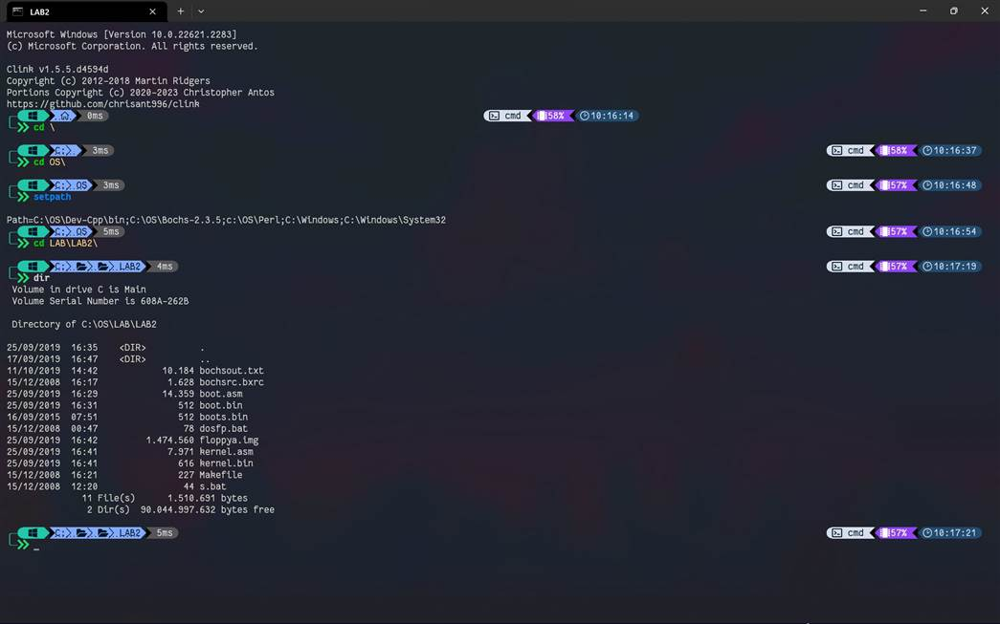 LAB2
Microsoft Windows [Version 10.0.22621.2283]
(c) Microsoft Corporation. All rights reserved.
Clink v1.5.5.d4594d
Copyright (c) 2012-2018 Martin Ridgers
Portions Copyright (c) 2020-2023 Christopher Antos
https://github.com/chrisant996/clink
0ms cmd 58% 10:16:14
cd \
C: 3ms cmd 58% 10:16:37
cd OS\
C: OS 3ms cmd 57% 10:16:48
setpath
Path=C:\OS\Dev-Cpp\bin;C:\OS\Bochs-2.3.5;c:\OS\Perl;C:\Windows;C:\Windows\System32
C: OS 5ms cmd 57% 10:16:54
cd LAB\LAB2\
C: LAB2 4ms cmd 57% 10:17:19
dir
Volume in drive C is Main
Volume Serial Number is 608A-262B
Directory of C:\OS\LAB\LAB2
25/09/2019 16:35 <DIR> .
17/09/2019 16:47 <DIR> ..
11/10/2019 14:42 10.184 bochsout.txt
15/12/2008 16:17 1.628 bochsrc.bxrc
25/09/2019 16:29 14.359 boot.asm
25/09/2019 16:31 512 boot.bin
16/09/2015 07:51 512 boots.bin
15/12/2008 00:47 78 dosfp.bat
25/09/2019 16:42 1.474.560 floppya.img
25/09/2019 16:41 7.971 kernel.asm
25/09/2019 16:41 616 kernel.bin
15/12/2008 16:21 227 Makefile
15/12/2008 12:20 44 s.bat
11 File(s) 1.510.691 bytes
2 Dir(s) 90.044.997.632 bytes free
C: LAB2 5ms cmd 57% 10:17:21